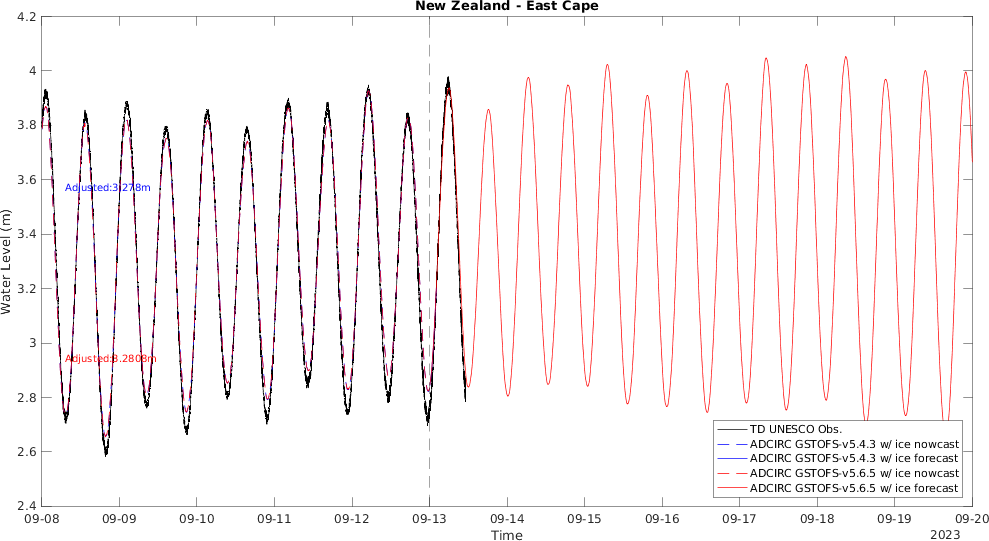 New Zealand - East Cape
Water Level (m)
4.2
4
3.8
3.6
3.4
3.2
3
2.8
2.6
2.4
Adjusted:3.278m
Adjusted:3.2808m
TD UNESCO Obs.
ADCIRC GSTOFS-v5.4.3 w/ ice nowcast
ADCIRC GSTOFS-v5.4.3 w/ ice forecast
ADCIRC GSTOFS-v5.6.5 w/ ice nowcast
ADCIRC GSTOFS-v5.6.5 w/ ice forecast
09-08 09-09 09-10 09-11 09-12 09-13 09-14 09-15 09-16 09-17 09-18 09-19 09-20
Time
2023